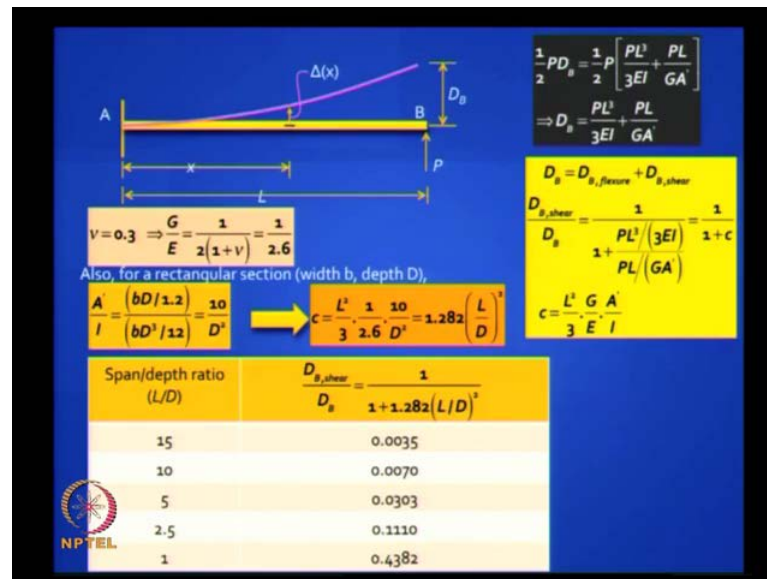 Δ(x)
D_B
A
B
x
P
L
1/2 PD_B = 1/2 P[PL³/3EI + PL/GA']
⇒ D_B = PL³/3EI + PL/GA'
D_B = D_B,flexure + D_B,shear
D_B,shear/D_B = 1/(1 + (PL³/(3EI))/(PL/(GA'))) = 1/(1+c)
c = L²/3 . G/E . A'/I
ν = 0.3 ⇒ G/E = 1/(2(1+ν)) = 1/2.6
Also, for a rectangular section (width b, depth D),
A'/I = (bD/1.2)/(bD³/12) = 10/D²
c = L²/3 . 1/2.6 . 10/D² = 1.282(L/D)²
Span/depth ratio (L/D) D_B,shear/D_B = 1/(1+1.282(L/D)²)
15 0.0035
10 0.0070
5 0.0303
2.5 0.1110
1 0.4382
NPTEL